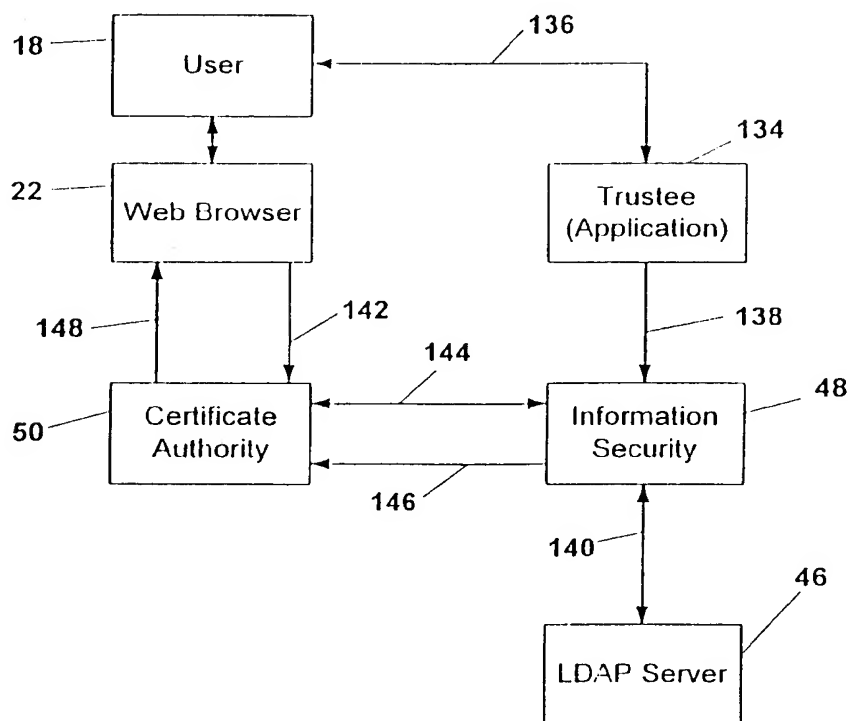 136
18
User
134
22
Web Browser
Trustee
(Application)
148
142
138
144
50
Certificate
Authority
Information
Security
48
146
140
46
LDAP Server